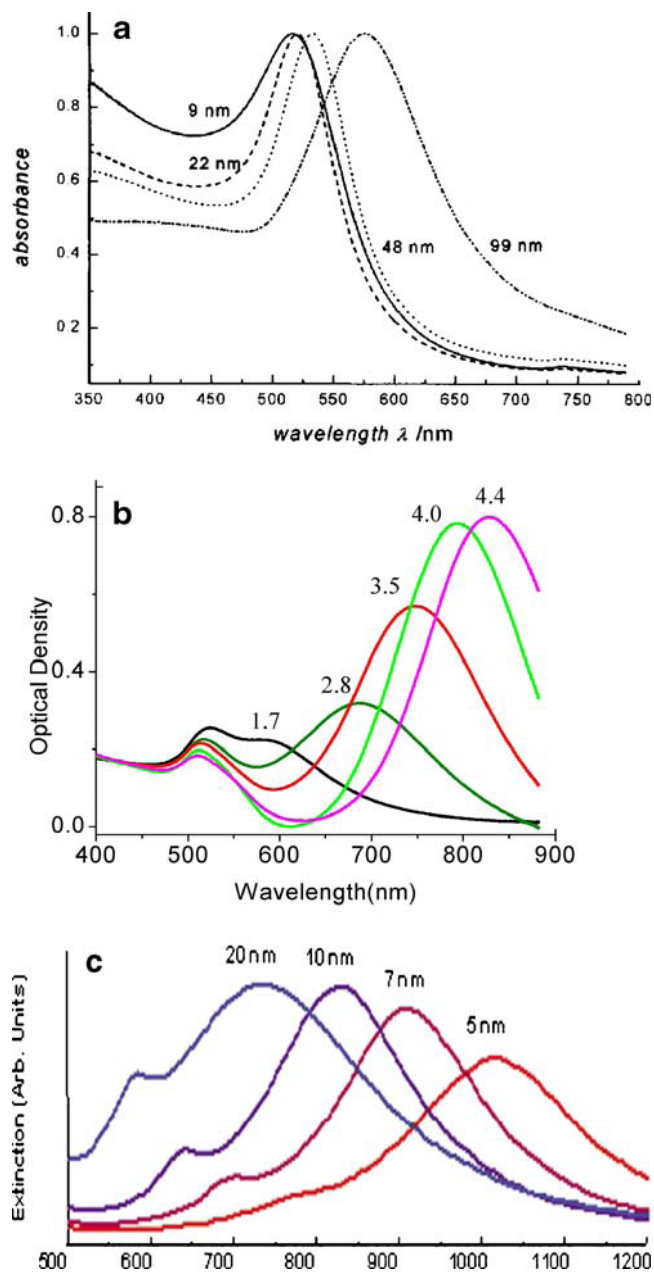 a
1.0
0.8
0.6
0.4
0.2
absorbance
9 nm
22 nm
48 nm
99 nm
350 400 450 500 550 600 650 700 750 800
wavelength λ /nm
b
0.8
0.4
0.0
Optical Density
1.7
2.8
3.5
4.0
4.4
400 500 600 700 800 900
Wavelength(nm)
c
Extinction (Arb. Units)
20nm 10nm 7nm 5nm
500 600 700 800 900 1000 1100 1200